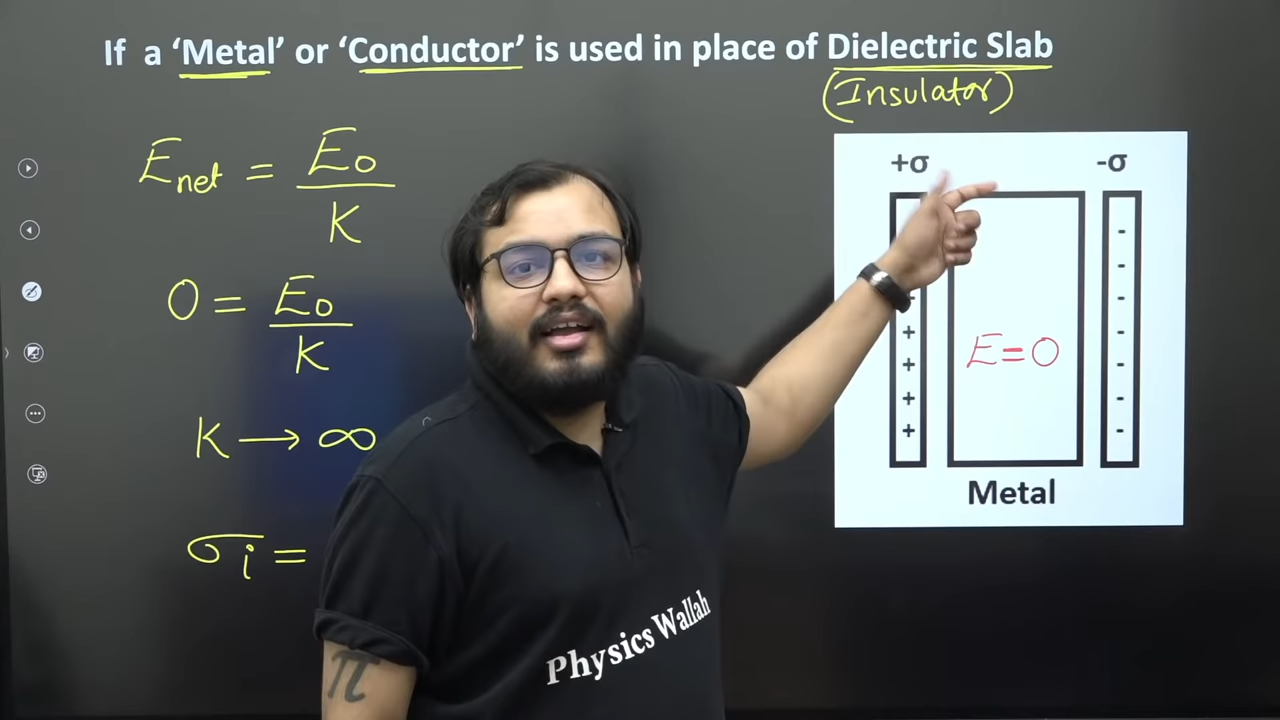 If a ‘Metal’ or ‘Conductor’ is used in place of Dielectric Slab
(Insulator)
E net = E0 / K
0 = E0 / K
K → ∞
σi =
+σ
-σ
+
+
+
+
+
-
-
-
-
-
-
-
E=0
Metal
Physics Wallah
π